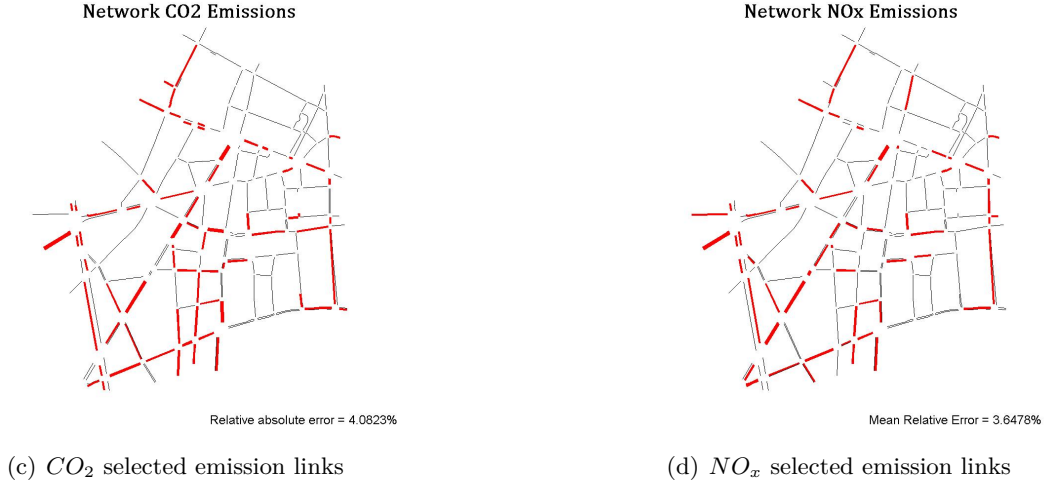 Network CO2 Emissions
Network NOx Emissions
Relative absolute error = 4.0823%
Mean Relative Error = 3.6478%
(c) CO₂ selected emission links
(d) NOₓ selected emission links